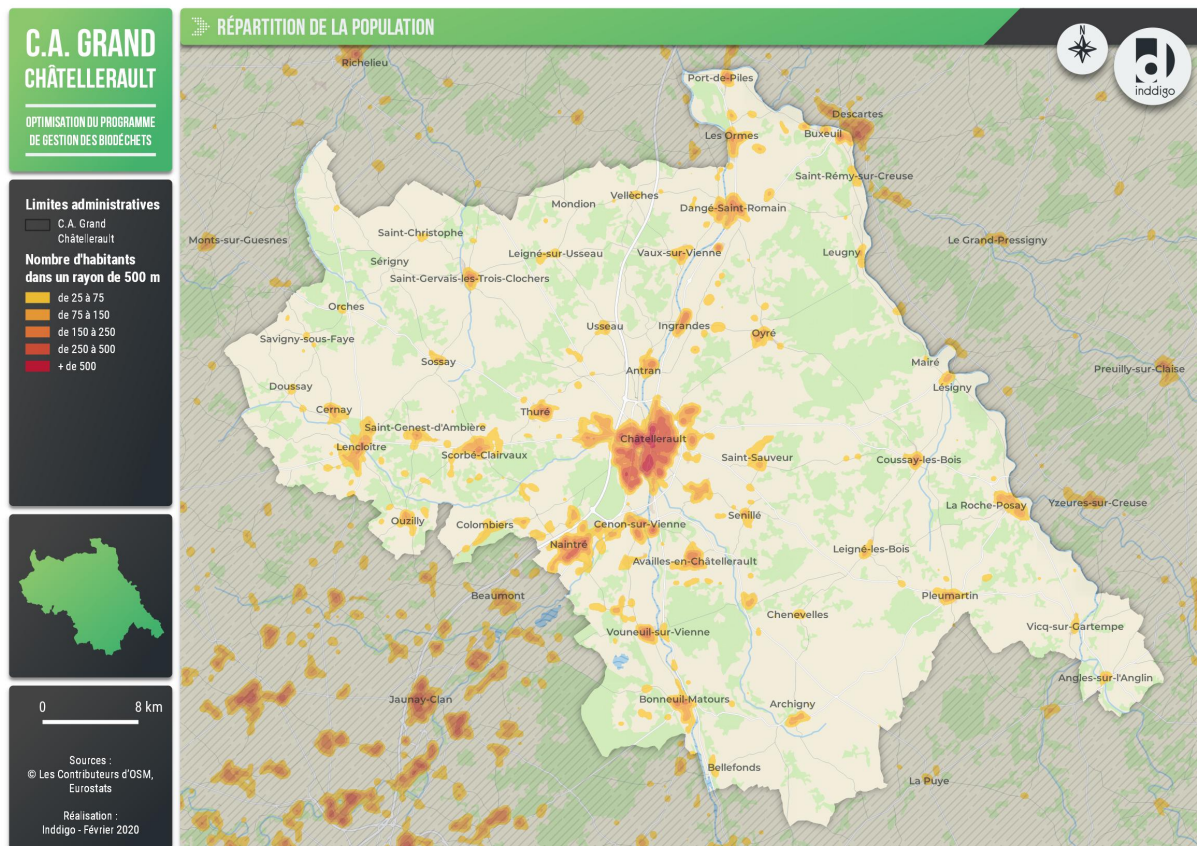 C.A. GRAND
CHÂTELLERAULT
OPTIMISATION DU PROGRAMME
DE GESTION DES BIODÉCHETS
RÉPARTITION DE LA POPULATION
N
inddigo
Limites administratives
C.A. Grand
Châtellerault
Nombre d'habitants
dans un rayon de 500 m
de 25 à 75
de 75 à 150
de 150 à 250
de 250 à 500
+ de 500
0 8 km
Sources :
© Les Contributeurs d'OSM,
Eurostats
Réalisation :
Inddigo - Février 2020
Richelieu
Port-de-Piles
Descartes
Les Ormes
Buxeuil
Saint-Rémy-sur-Creuse
Vellèches
Mondion
Dangé-Saint-Romain
Saint-Christophe
Monts-sur-Guesnes
Le Grand-Pressigny
Leigné-sur-Usseau
Vaux-sur-Vienne
Leugny
Sérigny
Saint-Gervais-les-Trois-Clochers
Orches
Usseau
Ingrandes
Oyré
Savigny-sous-Faye
Sossay
Antran
Mairé
Preuilly-sur-Claise
Doussay
Lésigny
Cernay
Thuré
Saint-Genest-d'Ambière
Châtellerault
Lencloître
Scorbé-Clairvaux
Saint-Sauveur
Coussay-les-Bois
La Roche-Posay
Yzeures-sur-Creuse
Ouzilly
Colombiers
Cenon-sur-Vienne
Senillé
Naintré
Availles-en-Châtellerault
Leigné-les-Bois
Beaumont
Pleumartin
Chenevelles
Vouneuil-sur-Vienne
Vicq-sur-Gartempe
Angles-sur-l'Anglin
Jaunay-Clan
Bonneuil-Matours
Archigny
Bellefonds
La Puye